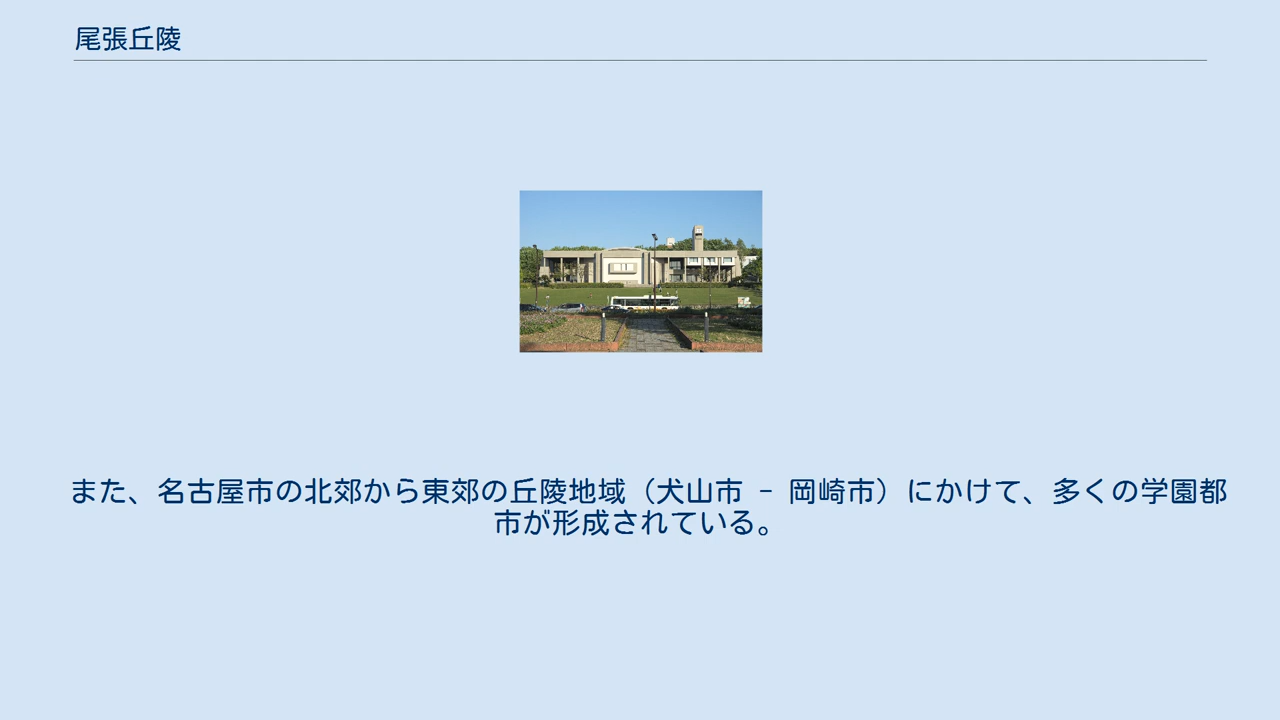 尾張丘陵
また、名古屋市の北郊から東郊の丘陵地域（犬山市 - 岡崎市）にかけて、多くの学園都
市が形成されている。